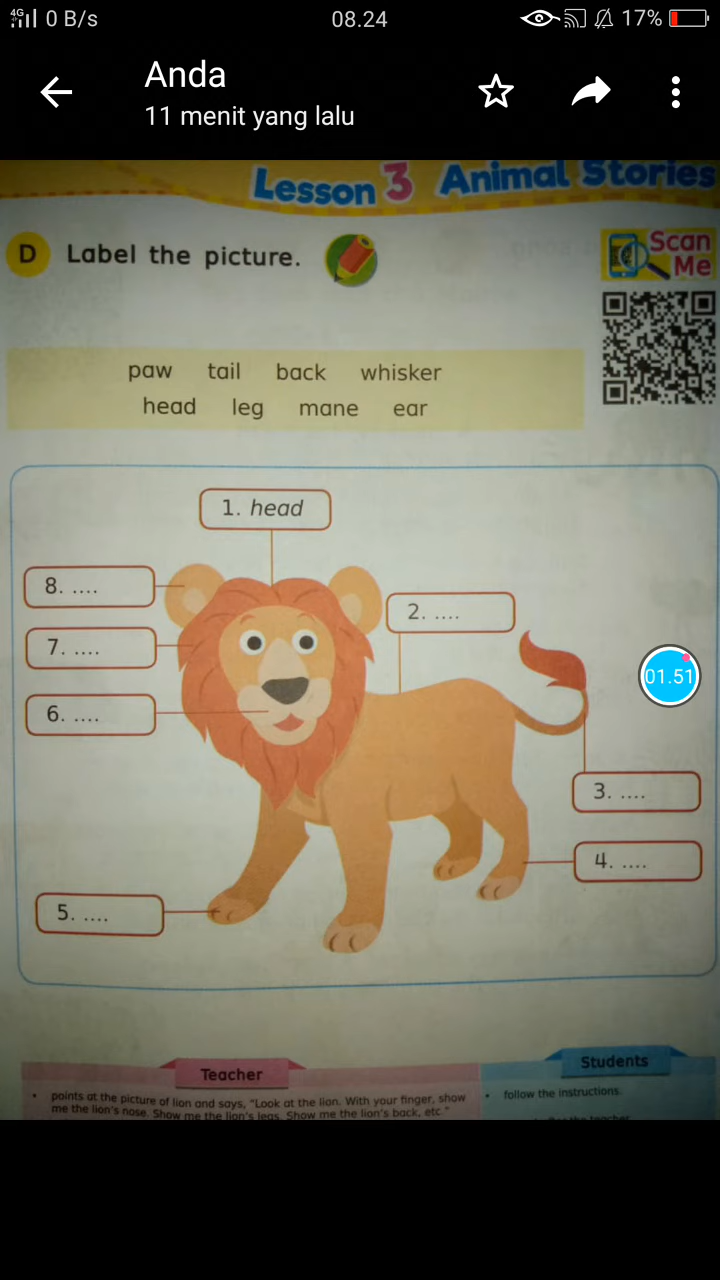 4G 0 B/s 08.24 17%
Anda
11 menit yang lalu
Lesson 3 Animal Stories
D Label the picture.
Scan
Me
paw tail back whisker
head leg mane ear
1. head
8. ....
2. ....
7. ....
01.51
6. ....
3. ....
4. ....
5. ....
Teacher
Students
• points at the picture of lion and says, "Look at the lion. With your finger, show
me the lion's nose. Show me the lion's legs. Show me the lion's back, etc."
• follow the instructions.
the teacher